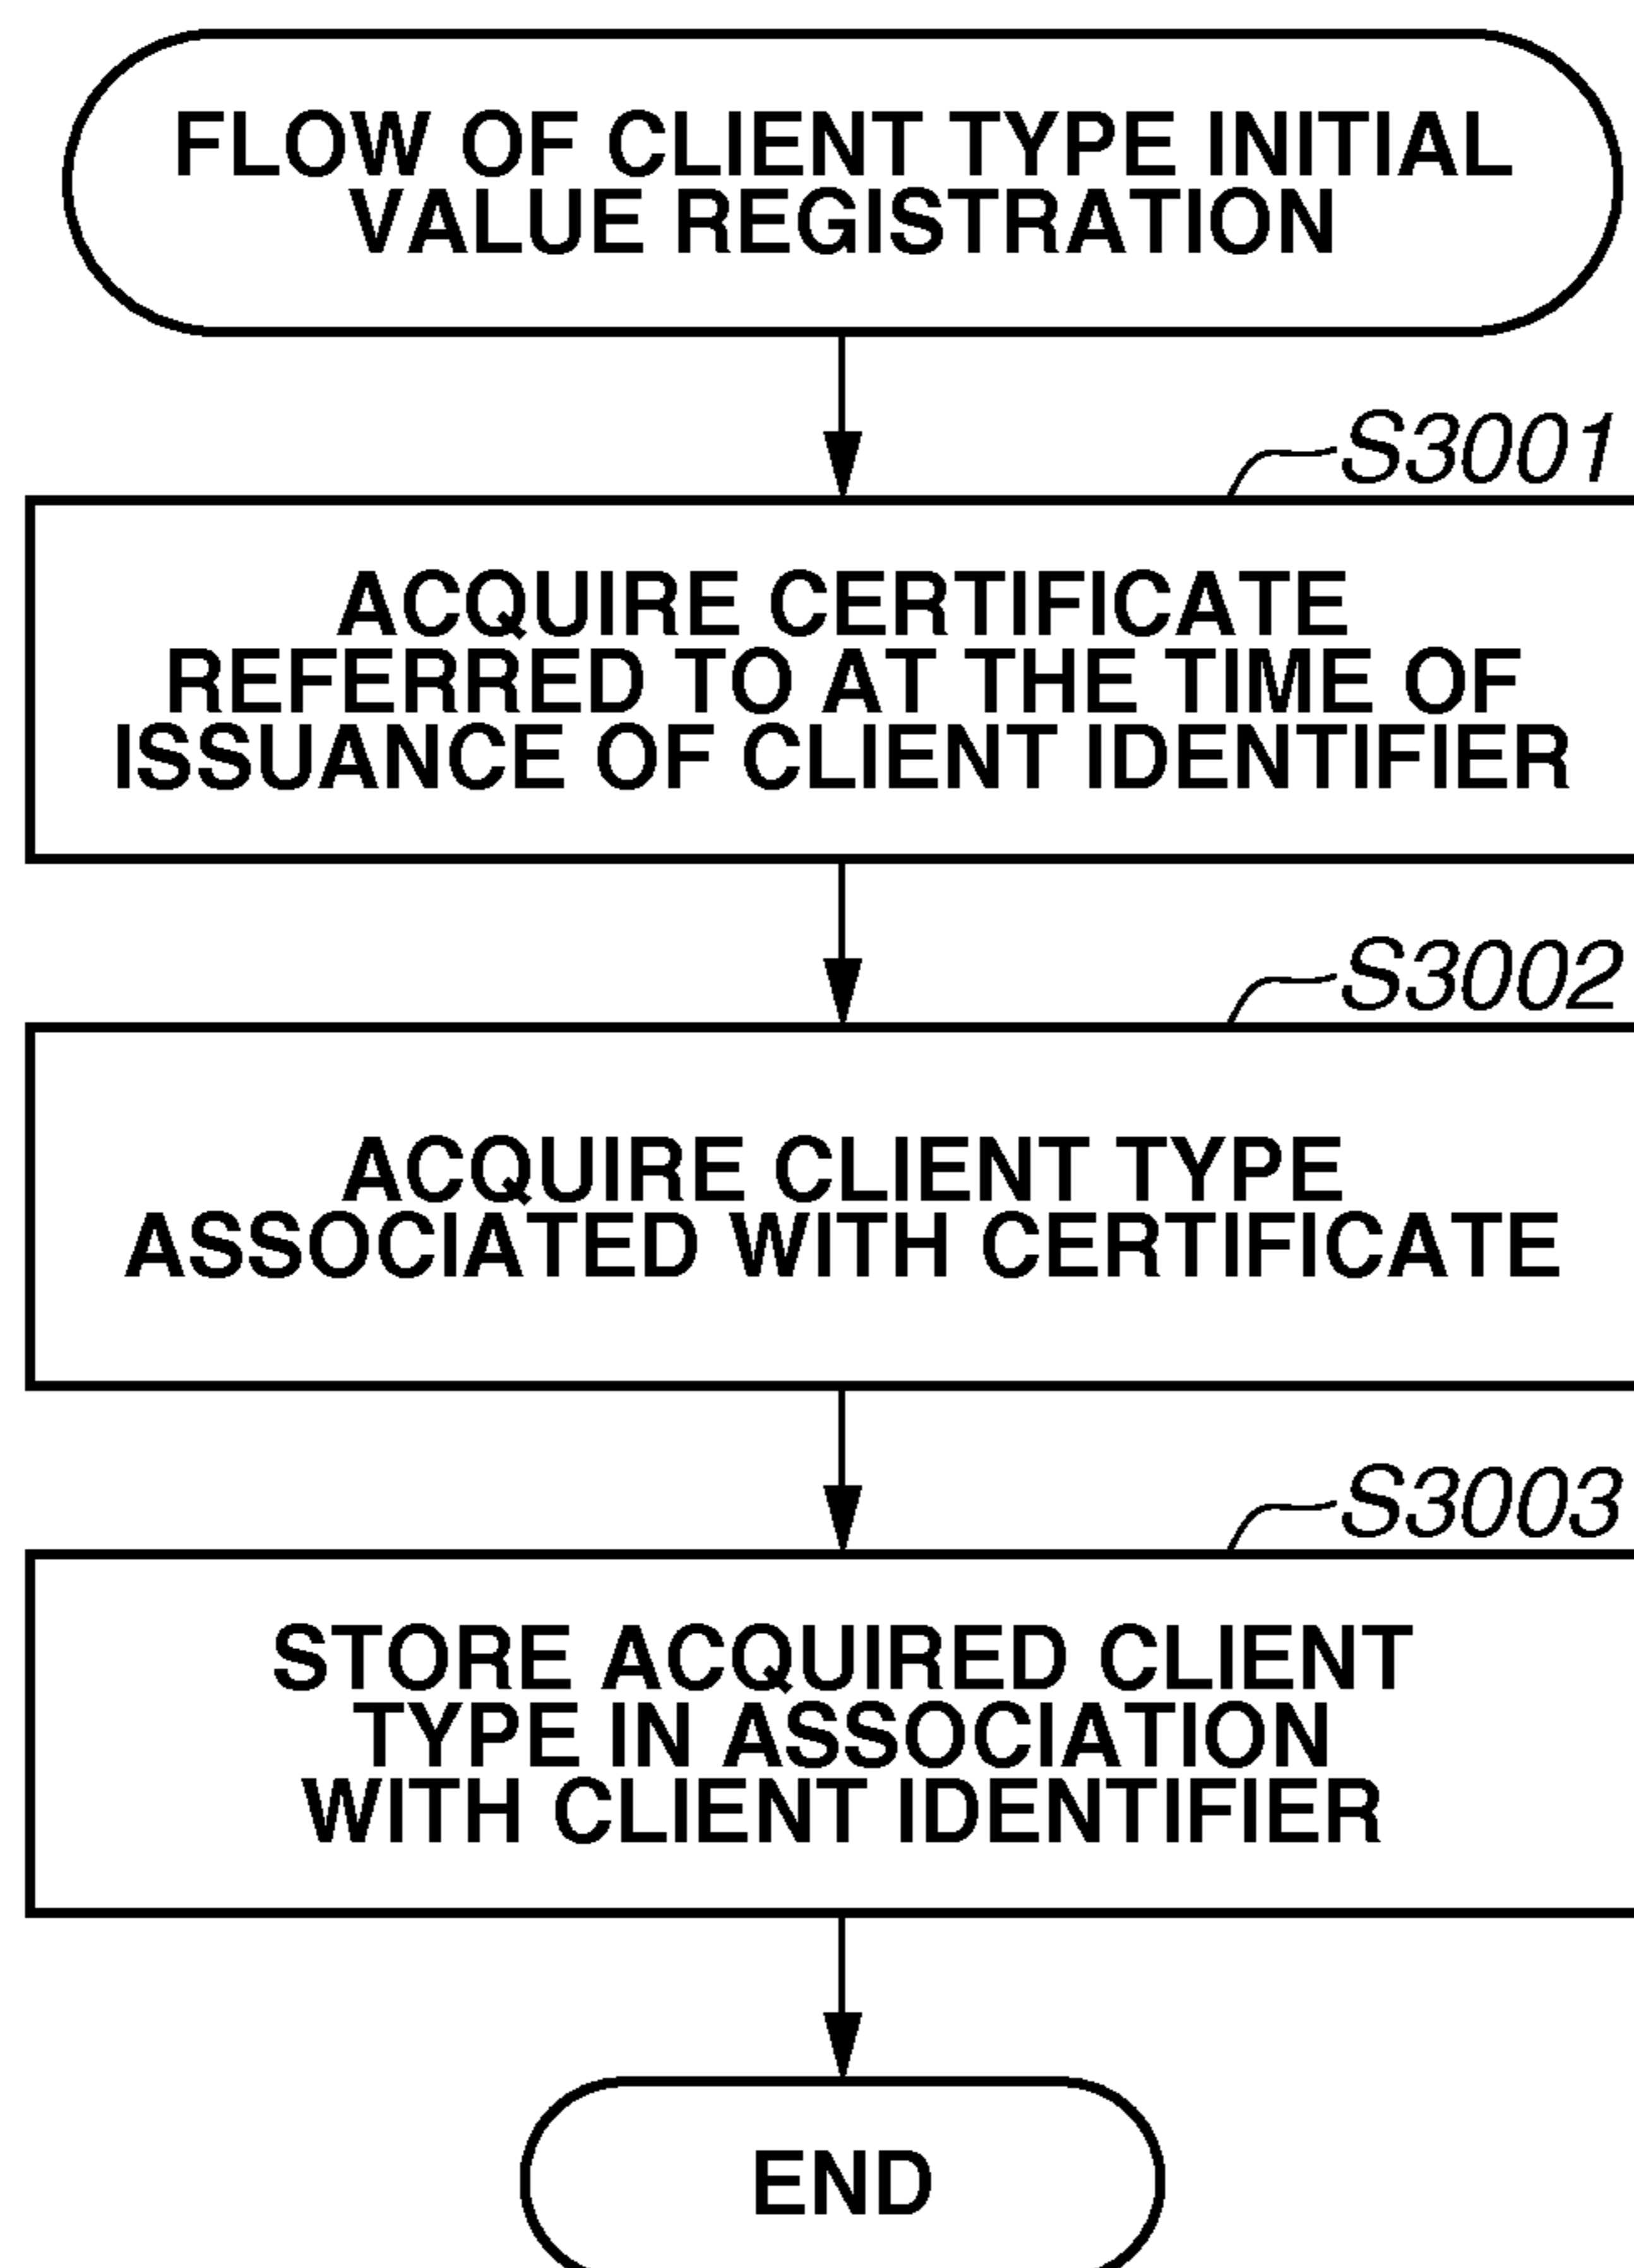 FLOW OF CLIENT TYPE INITIAL
VALUE REGISTRATION
S3001
ACQUIRE CERTIFICATE
REFERRED TO AT THE TIME OF
ISSUANCE OF CLIENT IDENTIFIER
S3002
ACQUIRE CLIENT TYPE
ASSOCIATED WITH CERTIFICATE
S3003
STORE ACQUIRED CLIENT
TYPE IN ASSOCIATION
WITH CLIENT IDENTIFIER
END